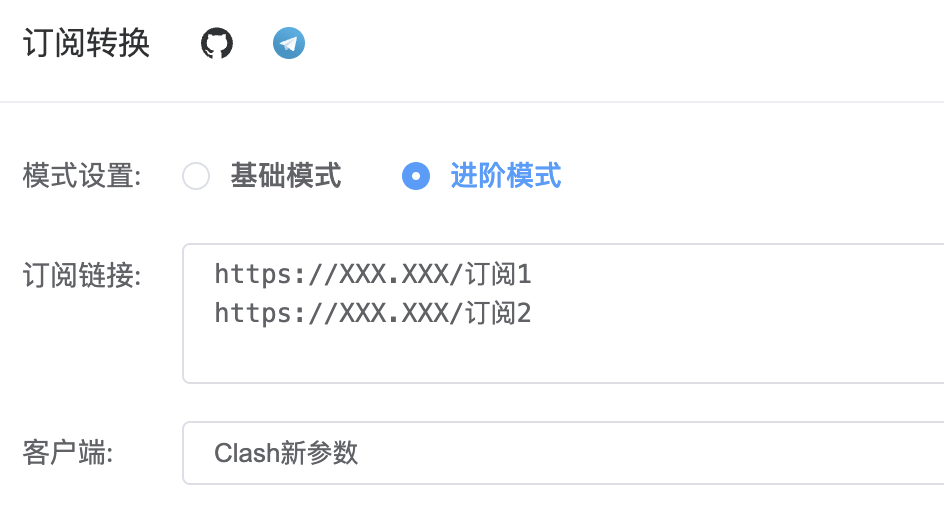 订阅转换
模式设置: 基础模式 进阶模式
订阅链接: https://XXX.XXX/订阅1
https://XXX.XXX/订阅2
客户端: Clash新参数